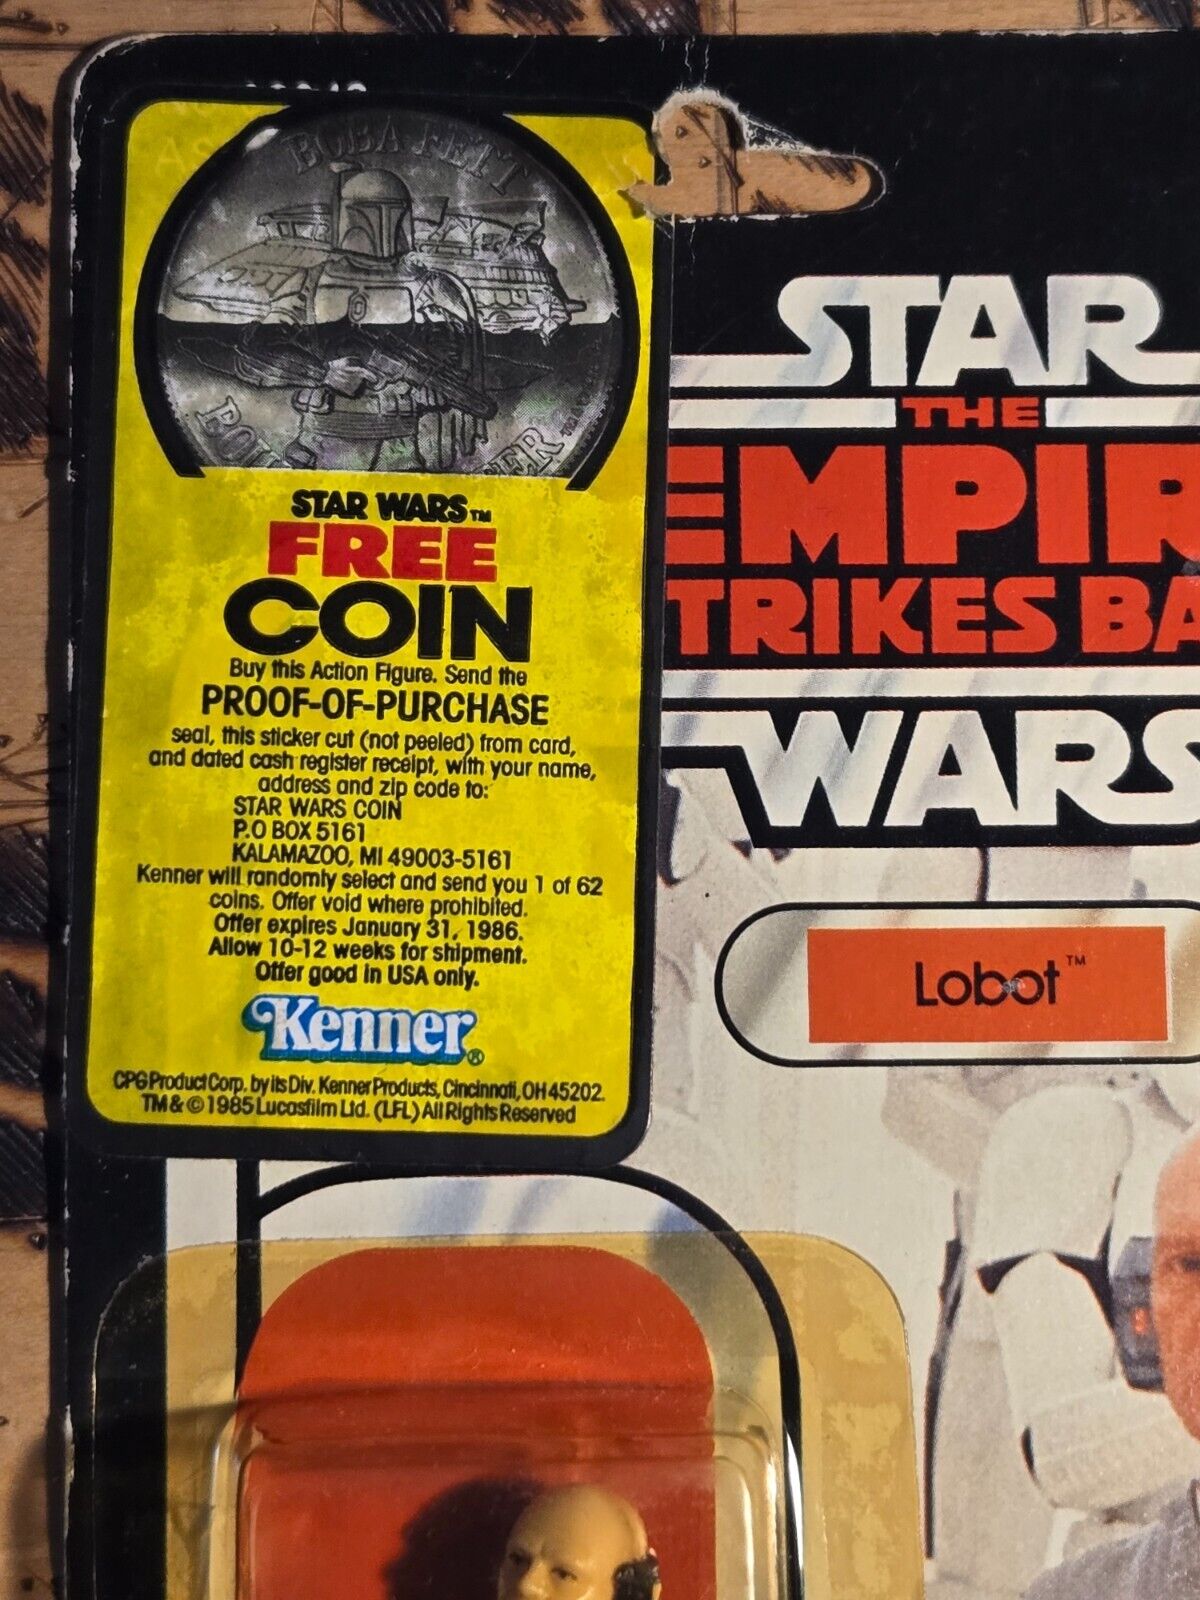 BOBA FETT
STAR WARS™
FREE
COIN
Buy this Action Figure. Send the
PROOF-OF-PURCHASE
seal, this sticker cut (not peeled) from card,
and dated cash register receipt, with your name,
address and zip code to:
STAR WARS COIN
P.O BOX 5161
KALAMAZOO, MI 49003-5161
Kenner will randomly select and send you 1 of 62
coins. Offer void where prohibited.
Offer expires January 31, 1986.
Allow 10-12 weeks for shipment.
Offer good in USA only.
Kenner®
CPG Product Corp. by its Div. Kenner Products, Cincinnati, OH 45202.
TM & © 1985 Lucasfilm Ltd. (LFL) All Rights Reserved
STAR
THE
EMPIR
TRIKES BA
WARS
Lobot™